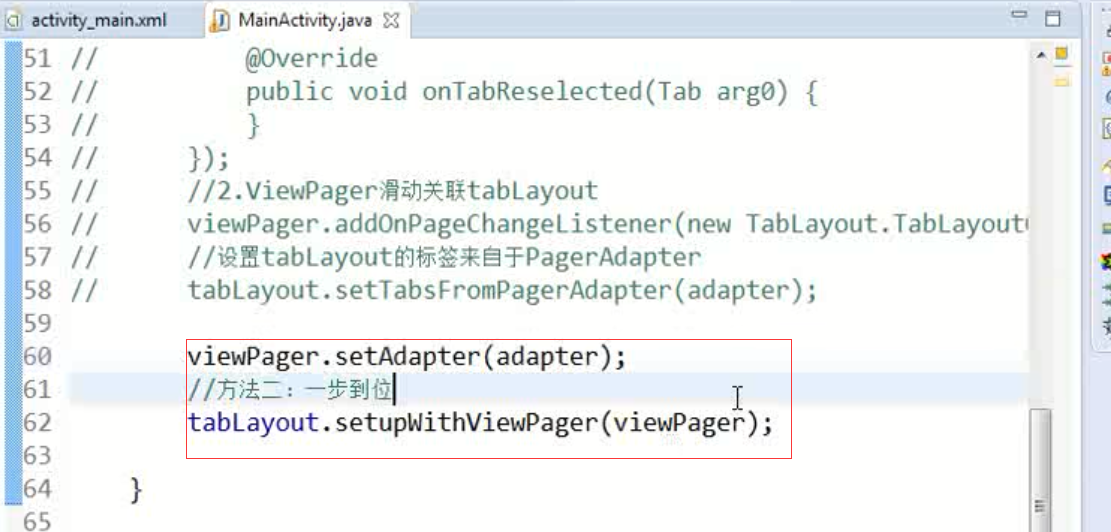 activity_main.xml MainActivity.java
51 // @Override
52 // public void onTabReselected(Tab arg0) {
53 // }
54 // });
55 // //2.ViewPager滑动关联tabLayout
56 // viewPager.addOnPageChangeListener(new TabLayout.TabLayout
57 // //设置tabLayout的标签来自于PagerAdapter
58 // tabLayout.setTabsFromPagerAdapter(adapter);
59
60 viewPager.setAdapter(adapter);
61 //方法二：一步到位
62 tabLayout.setupWithViewPager(viewPager);
63
64 }
65